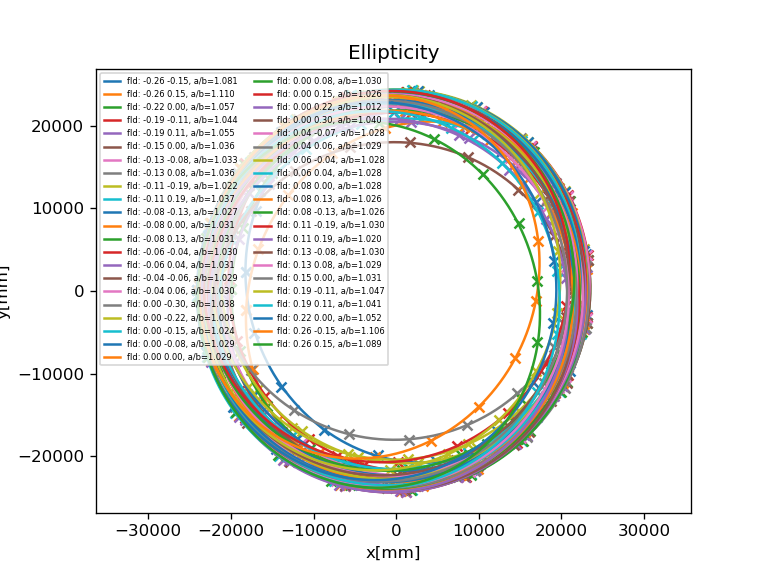 Ellipticity
fld: -0.26 -0.15, a/b=1.081
fld: -0.26 0.15, a/b=1.110
fld: -0.22 0.00, a/b=1.057
fld: -0.19 -0.11, a/b=1.044
fld: -0.19 0.11, a/b=1.055
fld: -0.15 0.00, a/b=1.036
fld: -0.13 -0.08, a/b=1.033
fld: -0.13 0.08, a/b=1.036
fld: -0.11 -0.19, a/b=1.022
fld: -0.11 0.19, a/b=1.037
fld: -0.08 -0.13, a/b=1.027
fld: -0.08 0.00, a/b=1.031
fld: -0.08 0.13, a/b=1.031
fld: -0.06 -0.04, a/b=1.030
fld: -0.06 0.04, a/b=1.031
fld: -0.04 -0.06, a/b=1.029
fld: -0.04 0.06, a/b=1.030
fld: 0.00 -0.30, a/b=1.038
fld: 0.00 -0.22, a/b=1.009
fld: 0.00 -0.15, a/b=1.024
fld: 0.00 -0.08, a/b=1.029
fld: 0.00 0.00, a/b=1.029
fld: 0.00 0.08, a/b=1.030
fld: 0.00 0.15, a/b=1.026
fld: 0.00 0.22, a/b=1.012
fld: 0.00 0.30, a/b=1.040
fld: 0.04 -0.07, a/b=1.028
fld: 0.04 0.06, a/b=1.029
fld: 0.06 -0.04, a/b=1.028
fld: 0.06 0.04, a/b=1.028
fld: 0.08 0.00, a/b=1.028
fld: 0.08 0.13, a/b=1.026
fld: 0.08 -0.13, a/b=1.026
fld: 0.11 -0.19, a/b=1.030
fld: 0.11 0.19, a/b=1.020
fld: 0.13 -0.08, a/b=1.030
fld: 0.13 0.08, a/b=1.029
fld: 0.15 0.00, a/b=1.031
fld: 0.19 -0.11, a/b=1.047
fld: 0.19 0.11, a/b=1.041
fld: 0.22 0.00, a/b=1.052
fld: 0.26 -0.15, a/b=1.106
fld: 0.26 0.15, a/b=1.089
20000
10000
0
−10000
−20000
y[mm]
−30000 −20000 −10000 0 10000 20000 30000
x[mm]